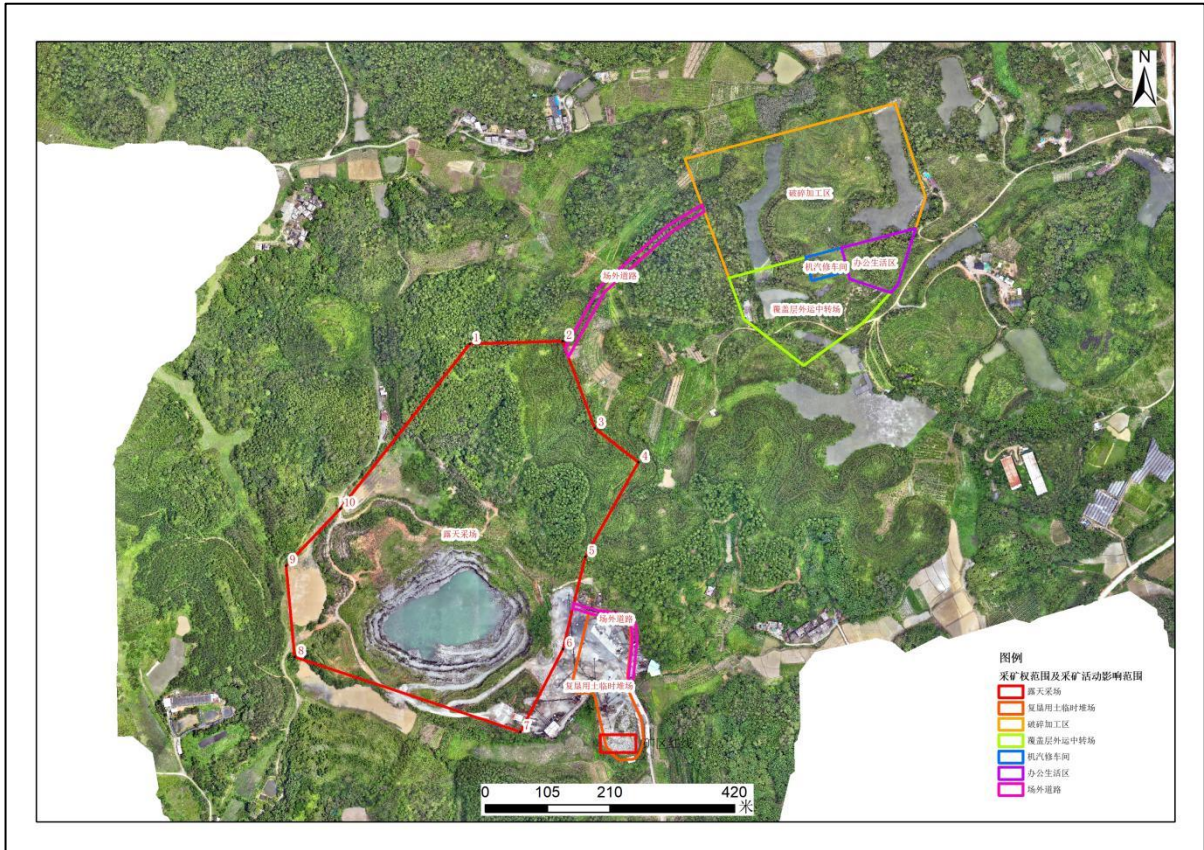 N
破碎加工区
办公生活区
机汽修车间
场外道路
覆盖层外运中转场
1
2
3
4
10
露天采场
5
9
场外道路
6
8
复垦用土临时堆场
7
矿区红线
图例
采矿权范围及采矿活动影响范围
露天采场
复垦用土临时堆场
破碎加工区
覆盖层外运中转场
机汽修车间
办公生活区
场外道路
0 105 210 420
米